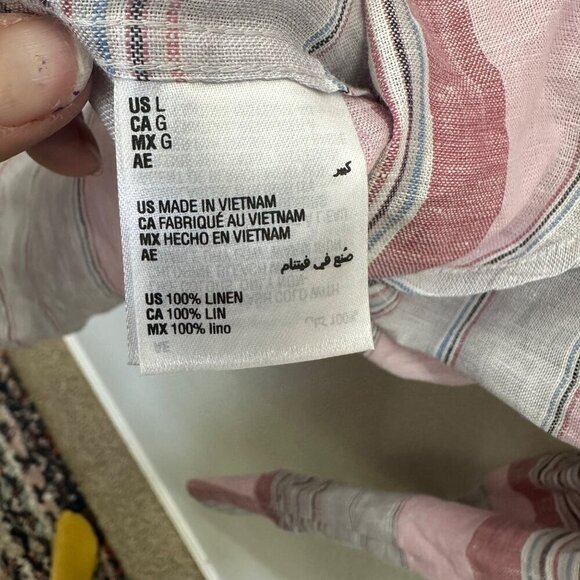 US L
CA G
MX G
AE
كبير
US MADE IN VIETNAM
CA FABRIQUÉ AU VIETNAM
MX HECHO EN VIETNAM
AE
صُنع في فيتنام
US 100% LINEN
CA 100% LIN
MX 100% lino